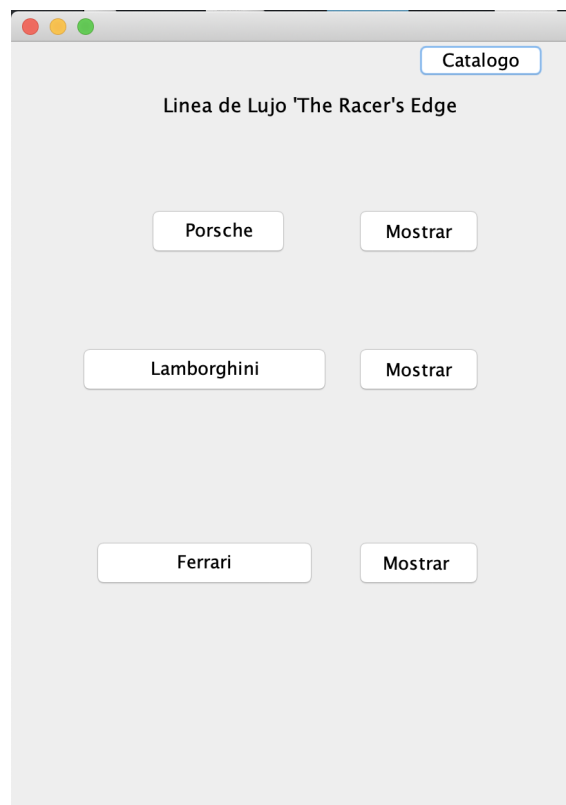 Catalogo
Linea de Lujo 'The Racer's Edge
Porsche Mostrar
Lamborghini Mostrar
Ferrari Mostrar